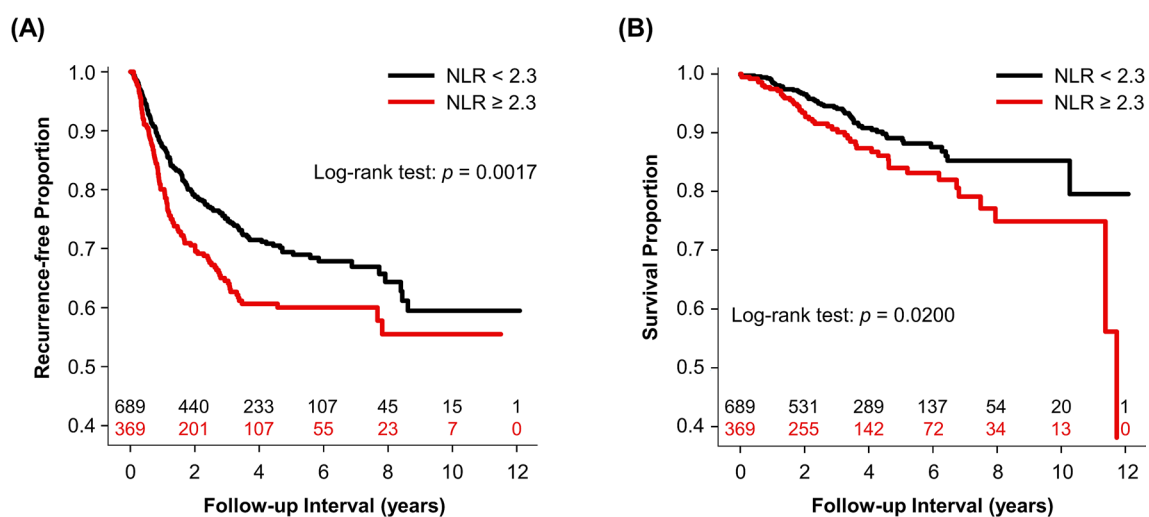 (A)
1.0
0.9
0.8
0.7
0.6
0.5
0.4
Recurrence-free Proportion
NLR < 2.3
NLR ≥ 2.3
Log-rank test: p = 0.0017
689 440 233 107 45 15 1
369 201 107 55 23 7 0
0 2 4 6 8 10 12
Follow-up Interval (years)
(B)
1.0
0.9
0.8
0.7
0.6
0.5
0.4
Survival Proportion
NLR < 2.3
NLR ≥ 2.3
Log-rank test: p = 0.0200
689 531 289 137 54 20 1
369 255 142 72 34 13 0
0 2 4 6 8 10 12
Follow-up Interval (years)